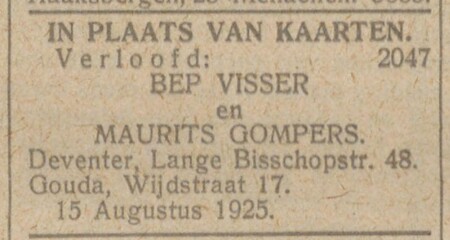 IN PLAATS VAN KAARTEN.
Verloofd: 2047
BEP VISSER
en
MAURITS GOMPERS.
Deventer, Lange Bisschopstr. 48.
Gouda, Wijdstraat 17.
15 Augustus 1925.